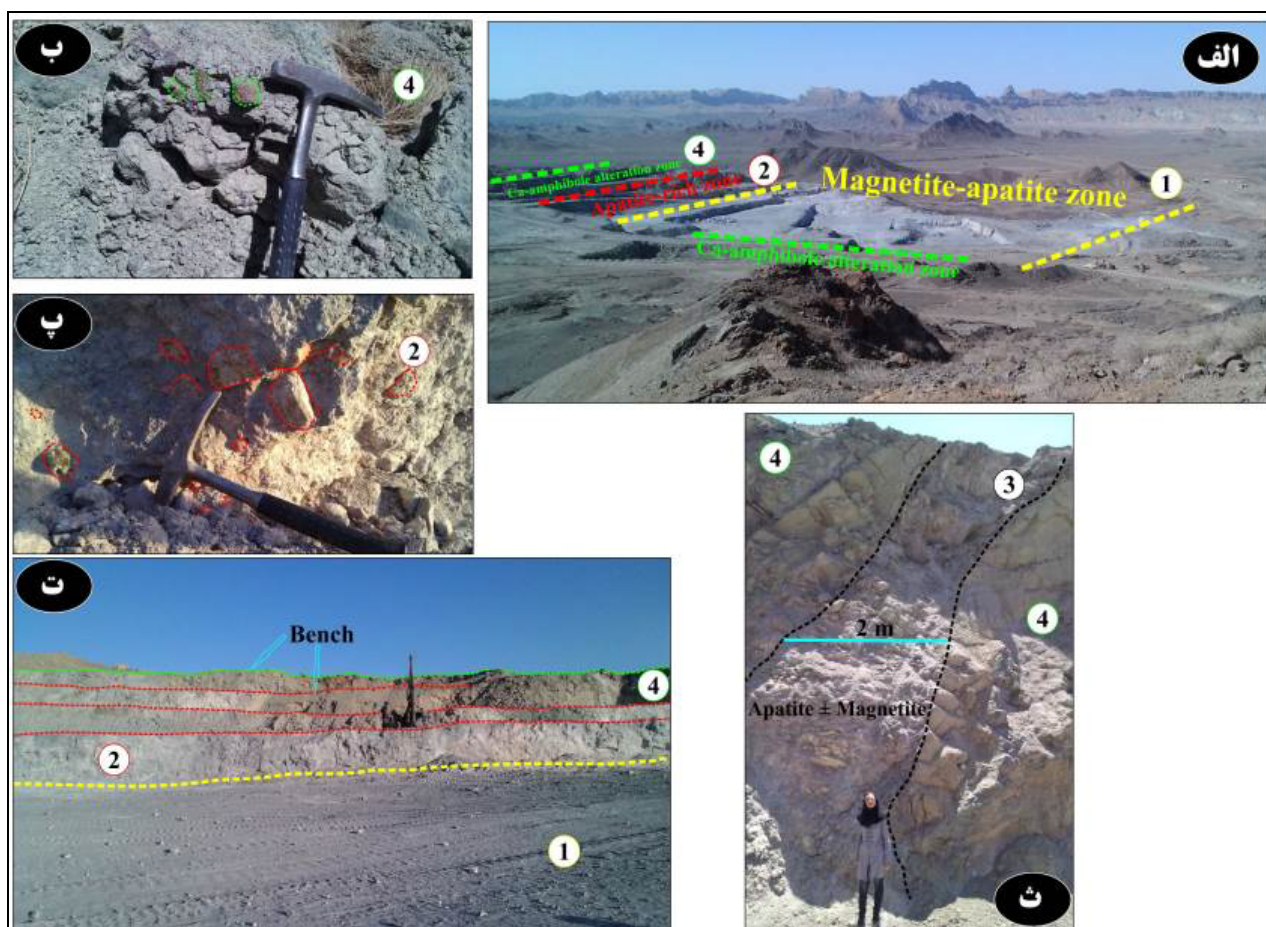 ب
4
الف
4
Ca-amphibole alteration zone
2
Apatite-rich zone
Magnetite-apatite zone
1
Ca-amphibole alteration zone
پ
2
ت
Bench
4
2
1
4
3
4
2 m
Apatite ± Magnetite
ث